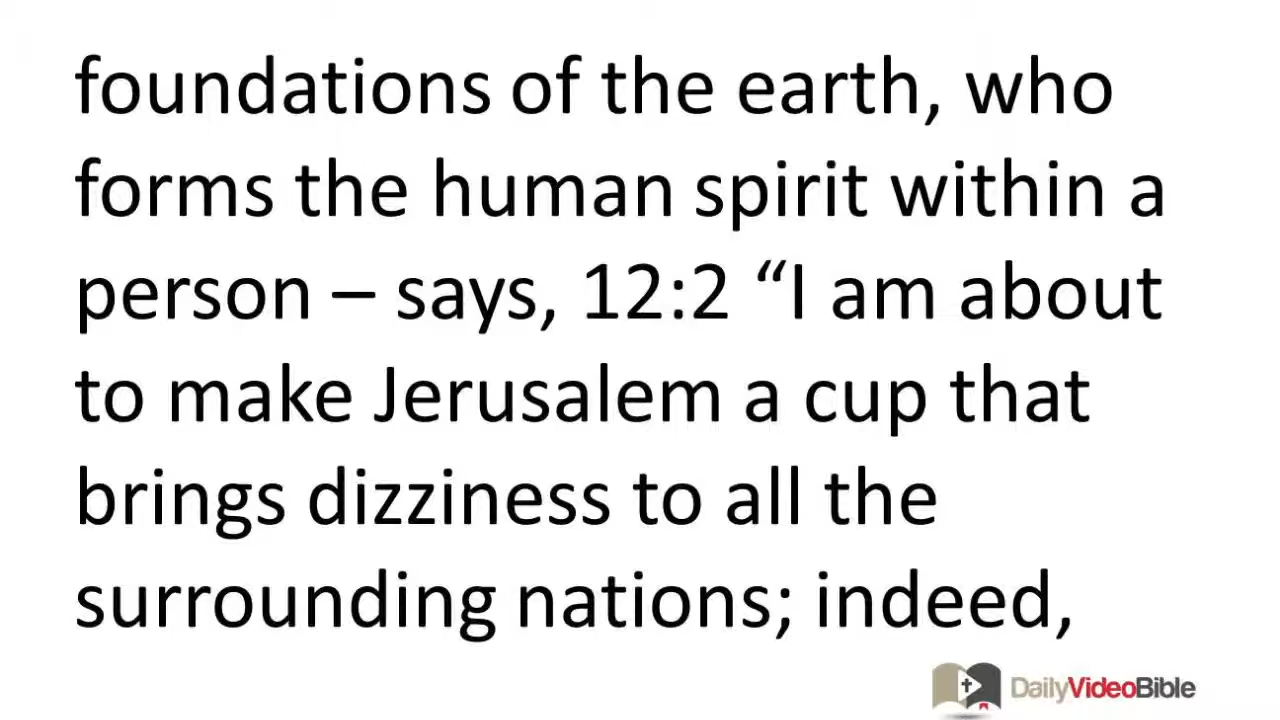 foundations of the earth, who
forms the human spirit within a
person – says, 12:2 “I am about
to make Jerusalem a cup that
brings dizziness to all the
surrounding nations; indeed,
DailyVideoBible